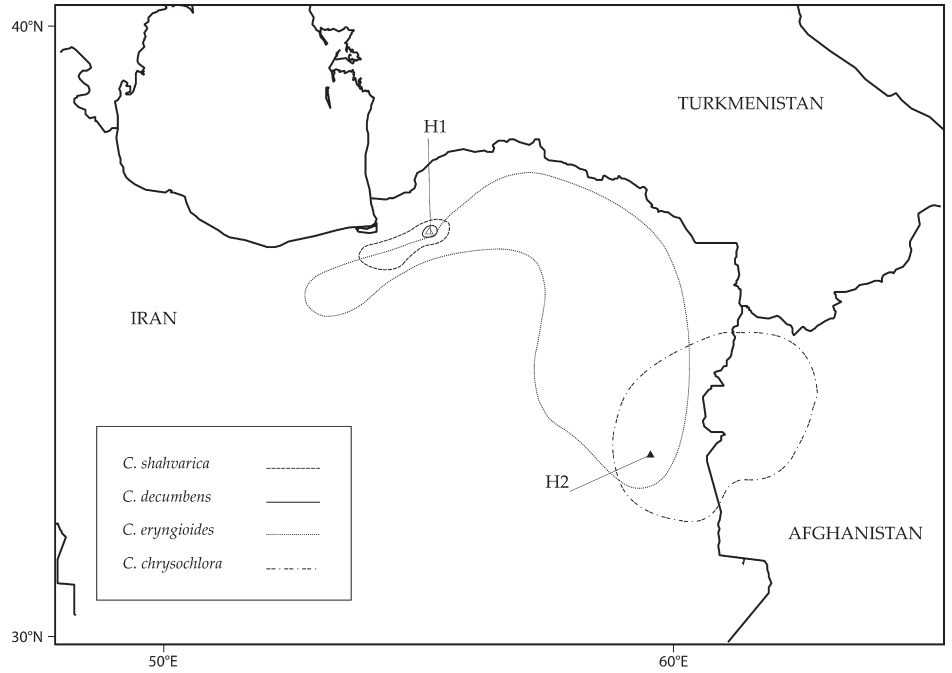 40°N
TURKMENISTAN
H1
IRAN
C. shahvarica
C. decumbens
C. eryngioides
C. chrysochlora
H2
AFGHANISTAN
30°N
50°E
60°E